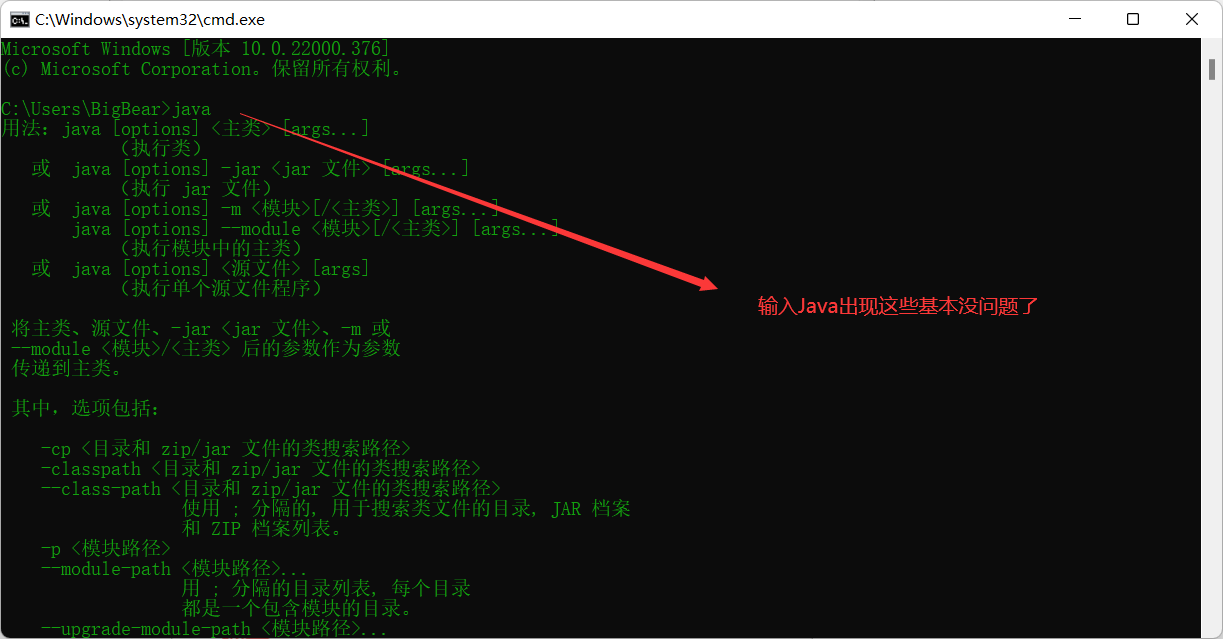 C:\Windows\system32\cmd.exe
Microsoft Windows [版本 10.0.22000.376]
(c) Microsoft Corporation。保留所有权利。
C:\Users\BigBear>java
用法：java [options] <主类> [args...]
（执行类）
或 java [options] -jar <jar 文件> [args...]
（执行 jar 文件）
或 java [options] -m <模块>[/<主类>] [args...]
java [options] --module <模块>[/<主类>] [args...]
（执行模块中的主类）
或 java [options] <源文件> [args]
（执行单个源文件程序）
输入Java出现这些基本没问题了
将主类、源文件、-jar <jar 文件>、-m 或
--module <模块>/<主类> 后的参数作为参数
传递到主类。
其中，选项包括：
-cp <目录和 zip/jar 文件的类搜索路径>
-classpath <目录和 zip/jar 文件的类搜索路径>
--class-path <目录和 zip/jar 文件的类搜索路径>
使用 ; 分隔的, 用于搜索类文件的目录, JAR 档案
和 ZIP 档案列表。
-p <模块路径>
--module-path <模块路径>...
用 ; 分隔的目录列表, 每个目录
都是一个包含模块的目录。
--upgrade-module-path <模块路径>...